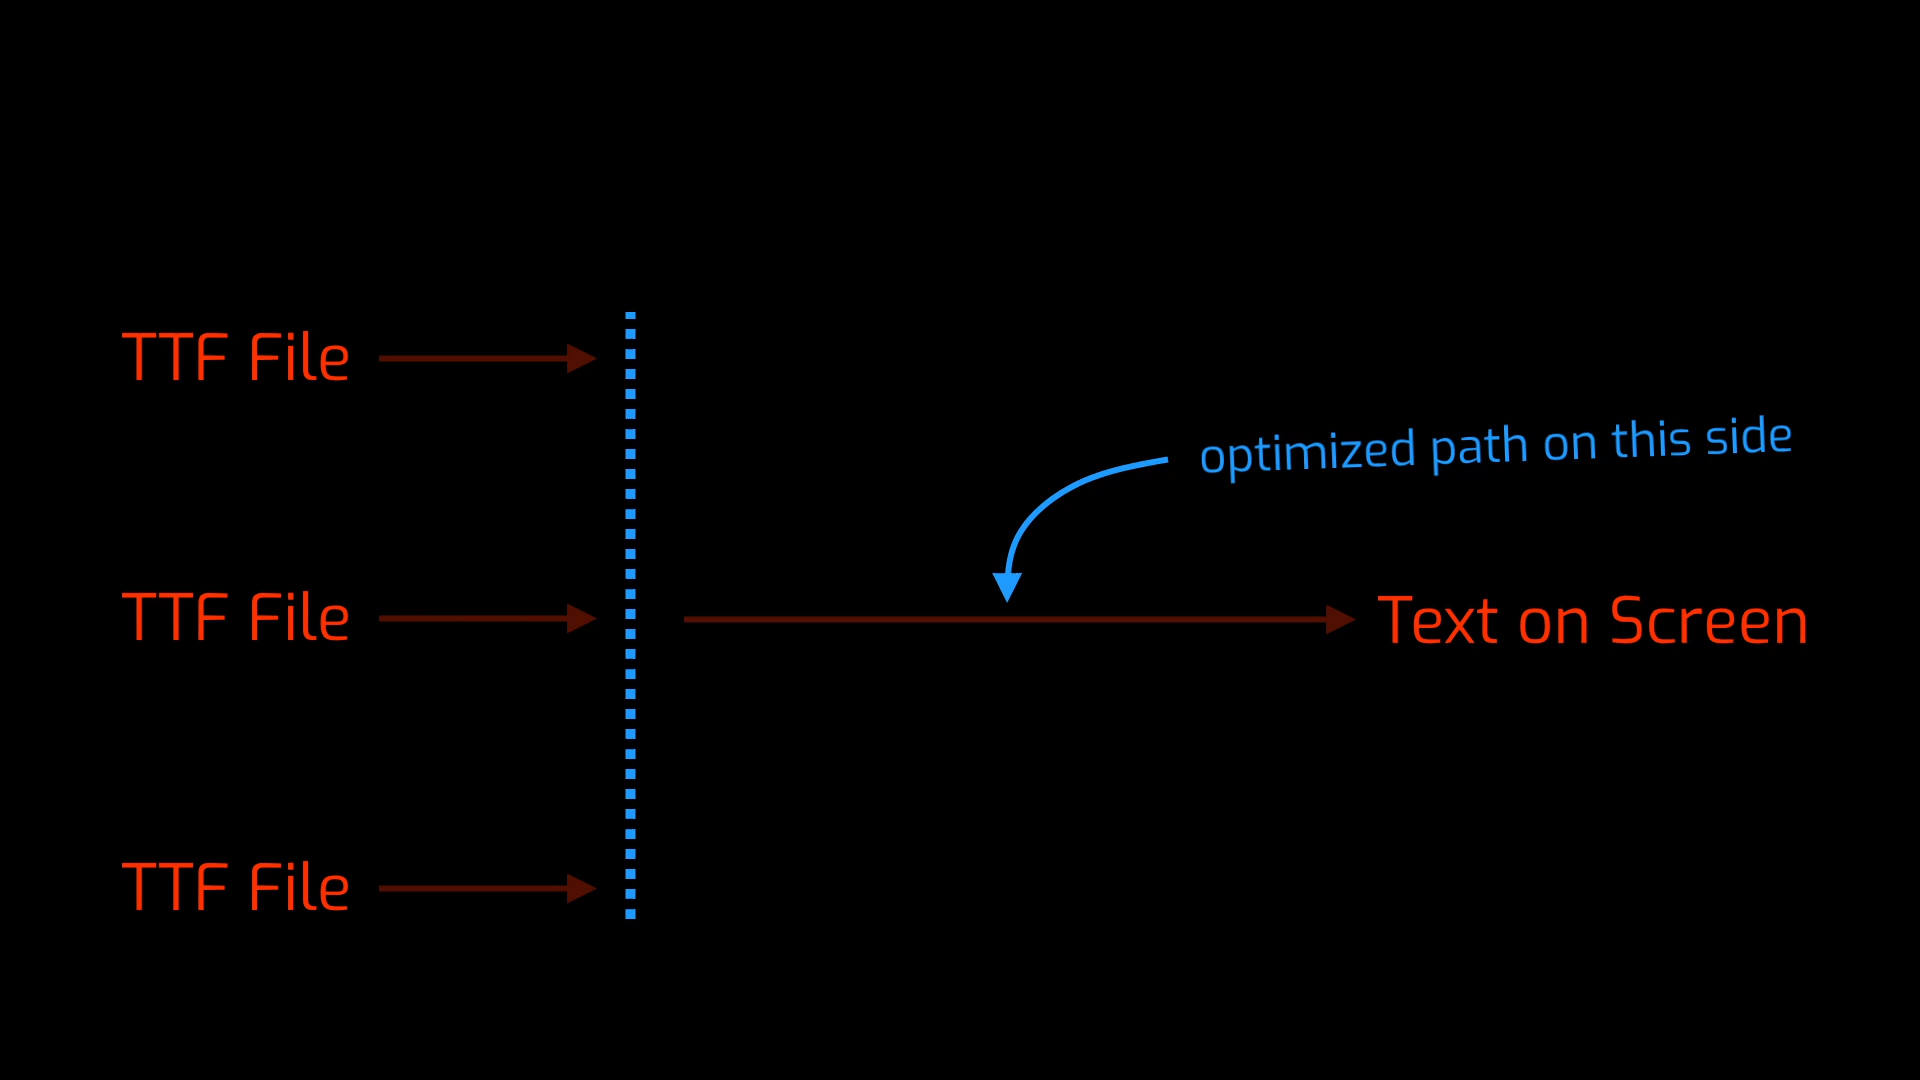 TTF File
optimized path on this side
TTF File
Text on Screen
TTF File